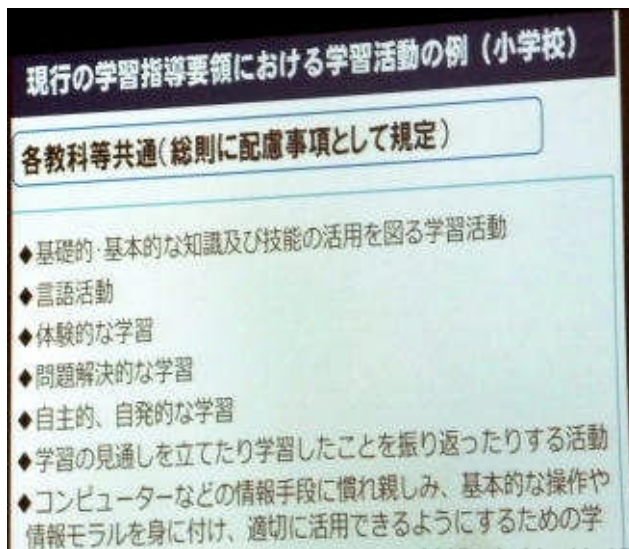 現行の学習指導要領における学習活動の例（小学校）
各教科等共通（総則に配慮事項として規定）
◆基礎的・基本的な知識及び技能の活用を図る学習活動
◆言語活動
◆体験的な学習
◆問題解決的な学習
◆自主的、自発的な学習
◆学習の見通しを立てたり学習したことを振り返ったりする活動
◆コンピューターなどの情報手段に慣れ親しみ、基本的な操作や
情報モラルを身に付け、適切に活用できるようにするための学